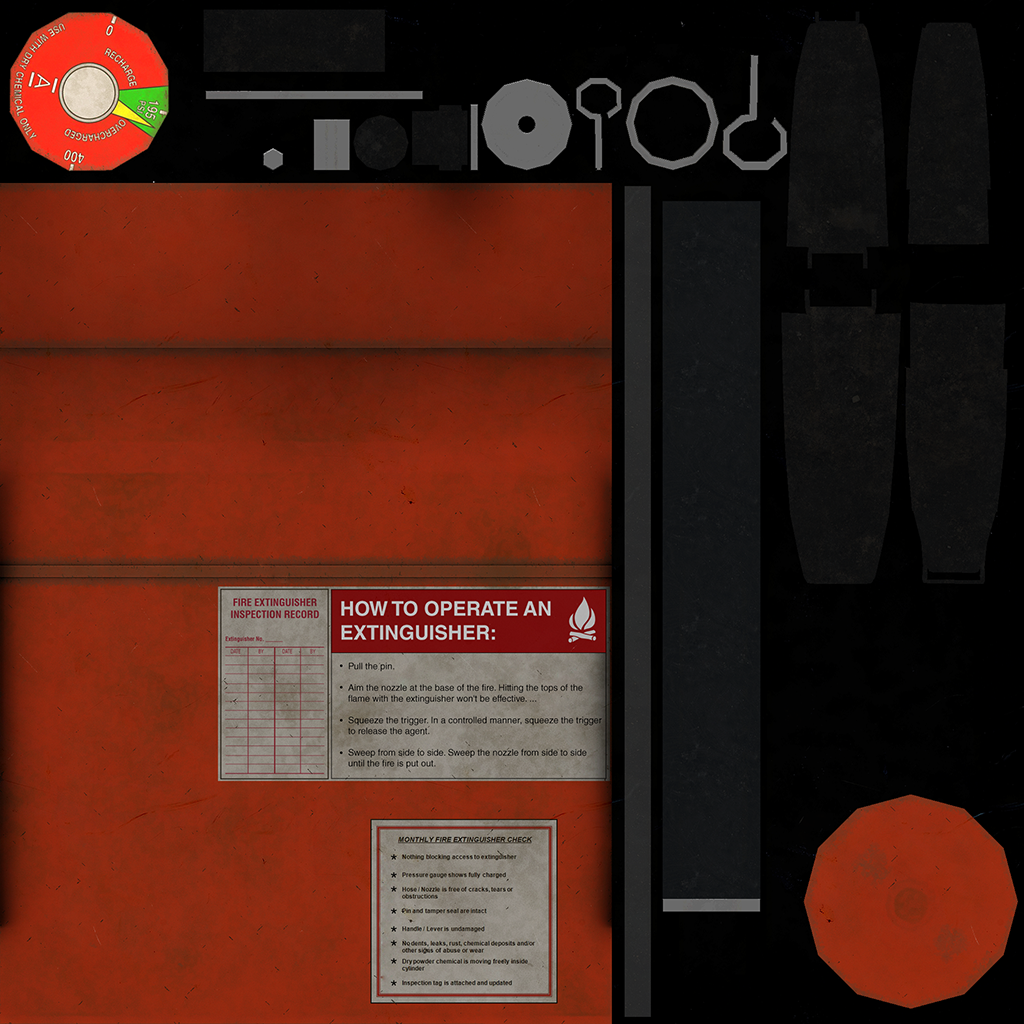 0
RECHARGE
195
PSI
OVERCHARGED
400
USE WITH DRY CHEMICAL ONLY
FIRE EXTINGUISHER
INSPECTION RECORD
Extinguisher No.
DATE BY DATE BY
HOW TO OPERATE AN
EXTINGUISHER:
• Pull the pin.
• Aim the nozzle at the base of the fire. Hitting the tops of the
flame with the extinguisher won't be effective. ...
• Squeeze the trigger. In a controlled manner, squeeze the trigger
to release the agent.
• Sweep from side to side. Sweep the nozzle from side to side
until the fire is put out.
MONTHLY FIRE EXTINGUISHER CHECK
★ Nothing blocking access to extinguisher
★ Pressure gauge shows fully charged
★ Hose / Nozzle is free of cracks, tears or
obstructions
★ Pin and tamper seal are intact
★ Handle / Lever is undamaged
★ No dents, leaks, rust, chemical deposits and/or
other signs of abuse or wear
★ Dry powder chemical is moving freely inside
cylinder
★ Inspection tag is attached and updated